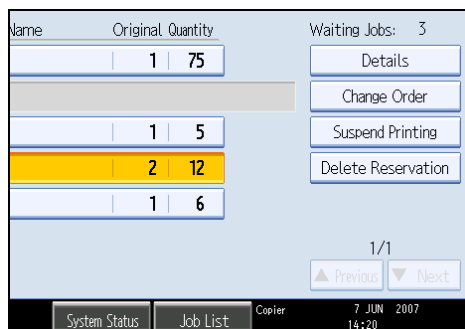 Name Original Quantity Waiting Jobs: 3
1 75 Details
Change Order
1 5 Suspend Printing
2 12 Delete Reservation
1 6
1/1
▲ Previous ▼ Next
System Status Job List Copier 7 JUN 2007
14:20